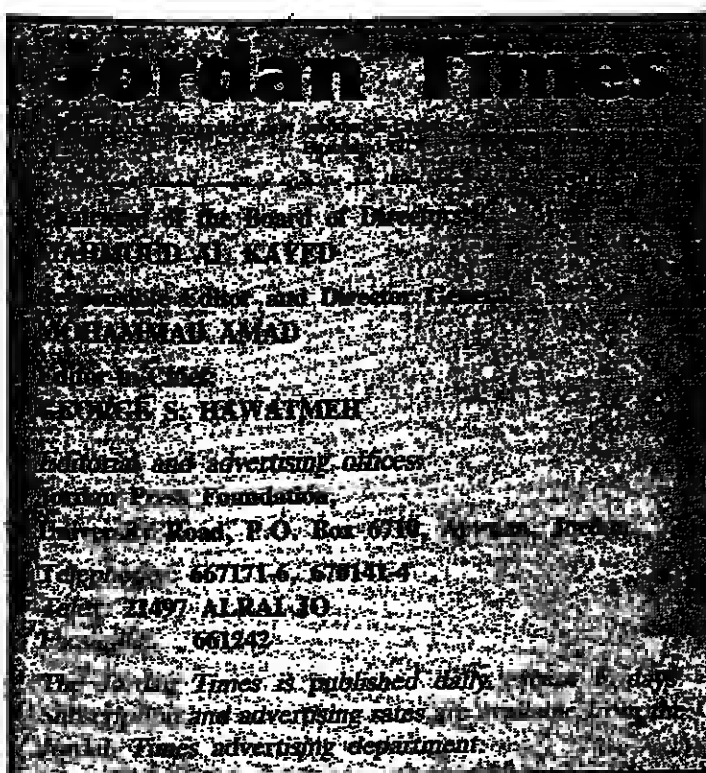 Jordan Times
Chairman of the Board of Directors:
MAHMOUD AL KAYED
Responsible Editor and Director General:
MOHAMMAD AMAD
Editor-in-Chief:
GEORGE S. HAWATMEH
Editorial and advertising offices:
Jordan Press Foundation,
University Road, P.O. Box 6710, Amman, Jordan.
Telephones: 667171-6, 670141-4
Telex: 21497 ALRAI JO
661242
The Jordan Times is published daily
Subscription and advertising rates are available from the
Jordan Times advertising department.